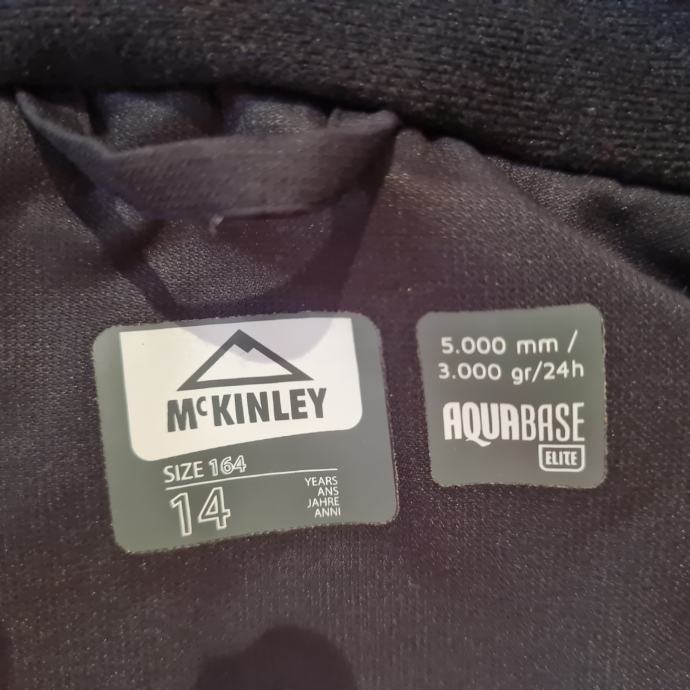 McKINLEY
SIZE 164
14
YEARS
ANS
JAHRE
ANNI
5.000 mm /
3.000 gr/24h
AQUABASE
ELITE